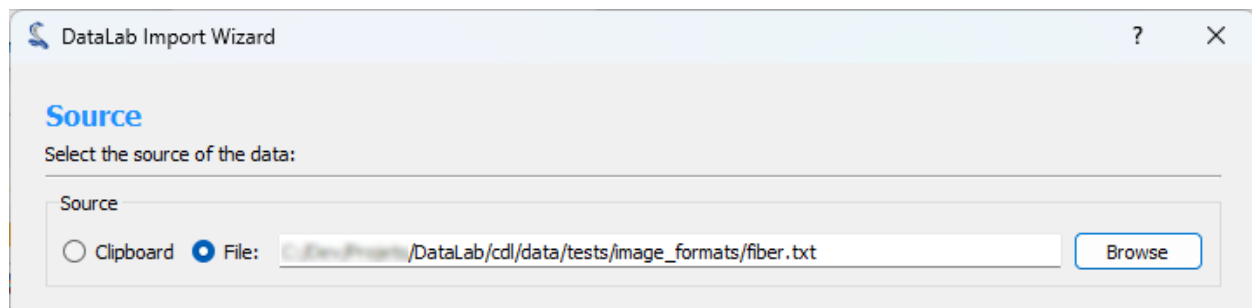 DataLab Import Wizard ?
Source
Select the source of the data:
Source
Clipboard File: /DataLab/cdl/data/tests/image_formats/fiber.txt Browse